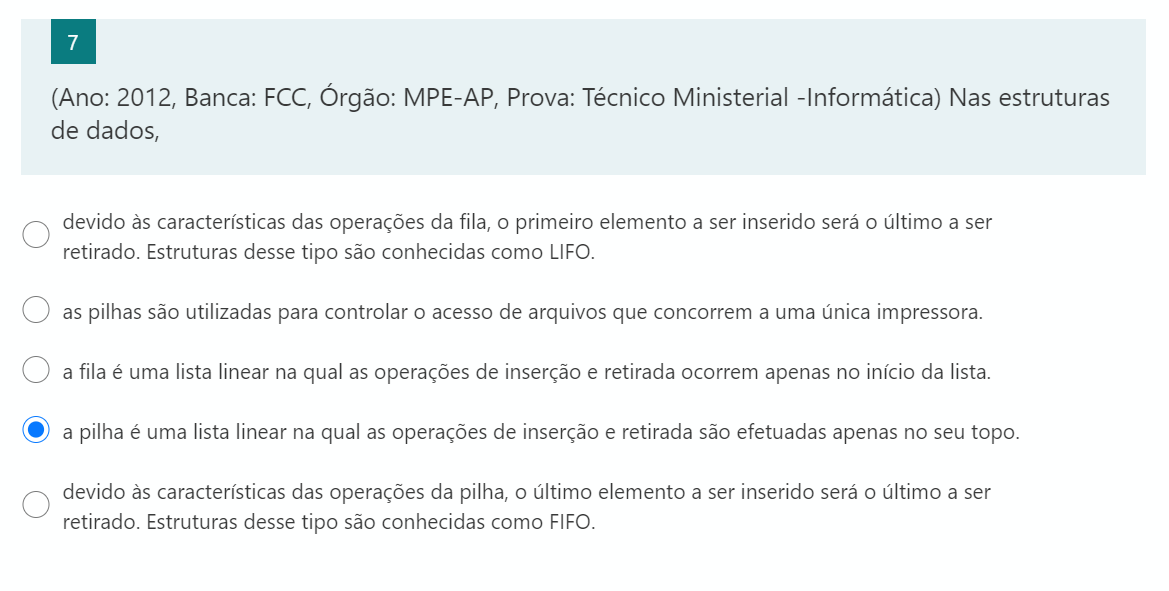 7
(Ano: 2012, Banca: FCC, Órgão: MPE-AP, Prova: Técnico Ministerial -Informática) Nas estruturas
de dados,
devido às características das operações da fila, o primeiro elemento a ser inserido será o último a ser
retirado. Estruturas desse tipo são conhecidas como LIFO.
as pilhas são utilizadas para controlar o acesso de arquivos que concorrem a uma única impressora.
a fila é uma lista linear na qual as operações de inserção e retirada ocorrem apenas no início da lista.
a pilha é uma lista linear na qual as operações de inserção e retirada são efetuadas apenas no seu topo.
devido às características das operações da pilha, o último elemento a ser inserido será o último a ser
retirado. Estruturas desse tipo são conhecidas como FIFO.